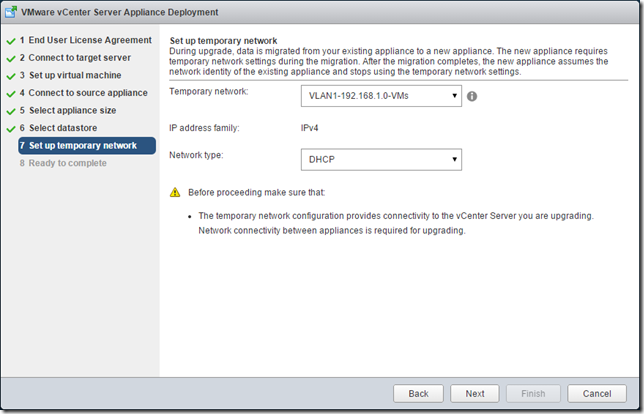 VMware vCenter Server Appliance Deployment
1 End User License Agreement
2 Connect to target server
3 Set up virtual machine
4 Connect to source appliance
5 Select appliance size
6 Select datastore
7 Set up temporary network
8 Ready to complete
Set up temporary network
During upgrade, data is migrated from your existing appliance to a new appliance. The new appliance requires
temporary network settings during the migration. After the migration completes, the new appliance assumes the
network identity of the existing appliance and stops using the temporary network settings.
Temporary network: VLAN1-192.168.1.0-VMs
IP address family: IPv4
Network type: DHCP
Before proceeding make sure that:
• The temporary network configuration provides connectivity to the vCenter Server you are upgrading.
Network connectivity between appliances is required for upgrading.
Back Next Finish Cancel